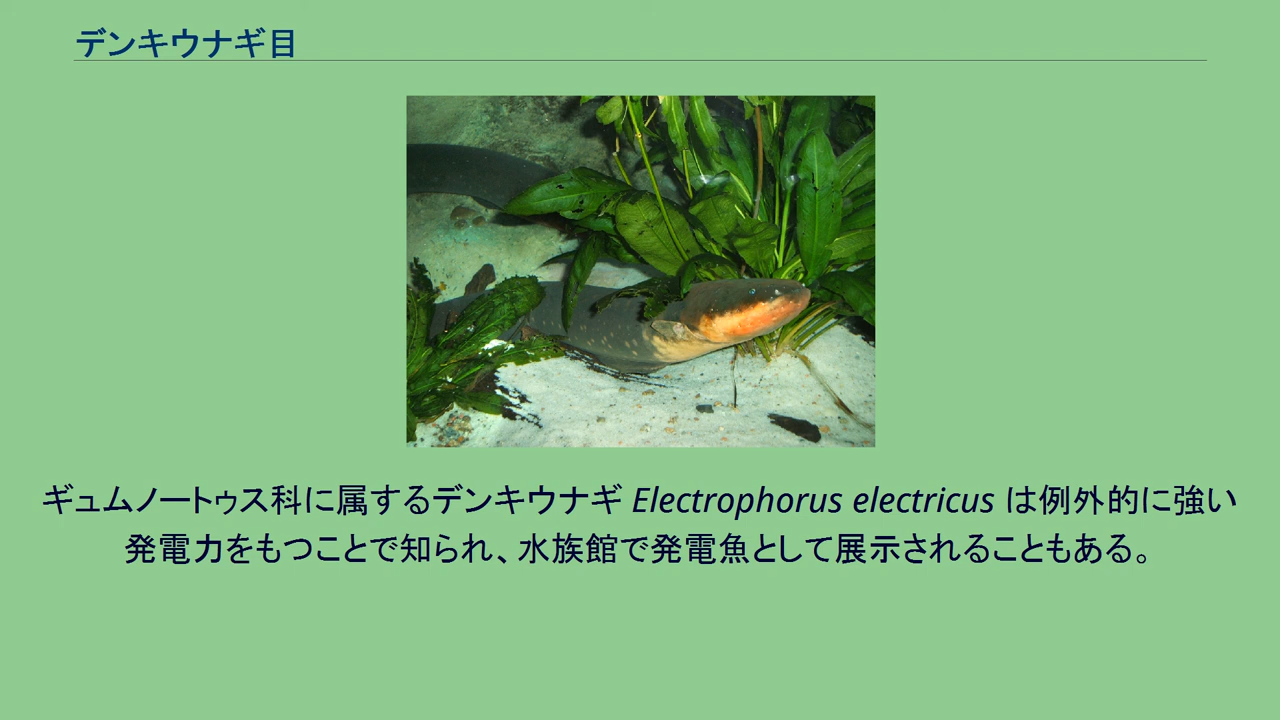 デンキウナギ目
ギュムノートゥス科に属するデンキウナギ Electrophorus electricus は例外的に強い
発電力をもつことで知られ、水族館で発電魚として展示されることもある。